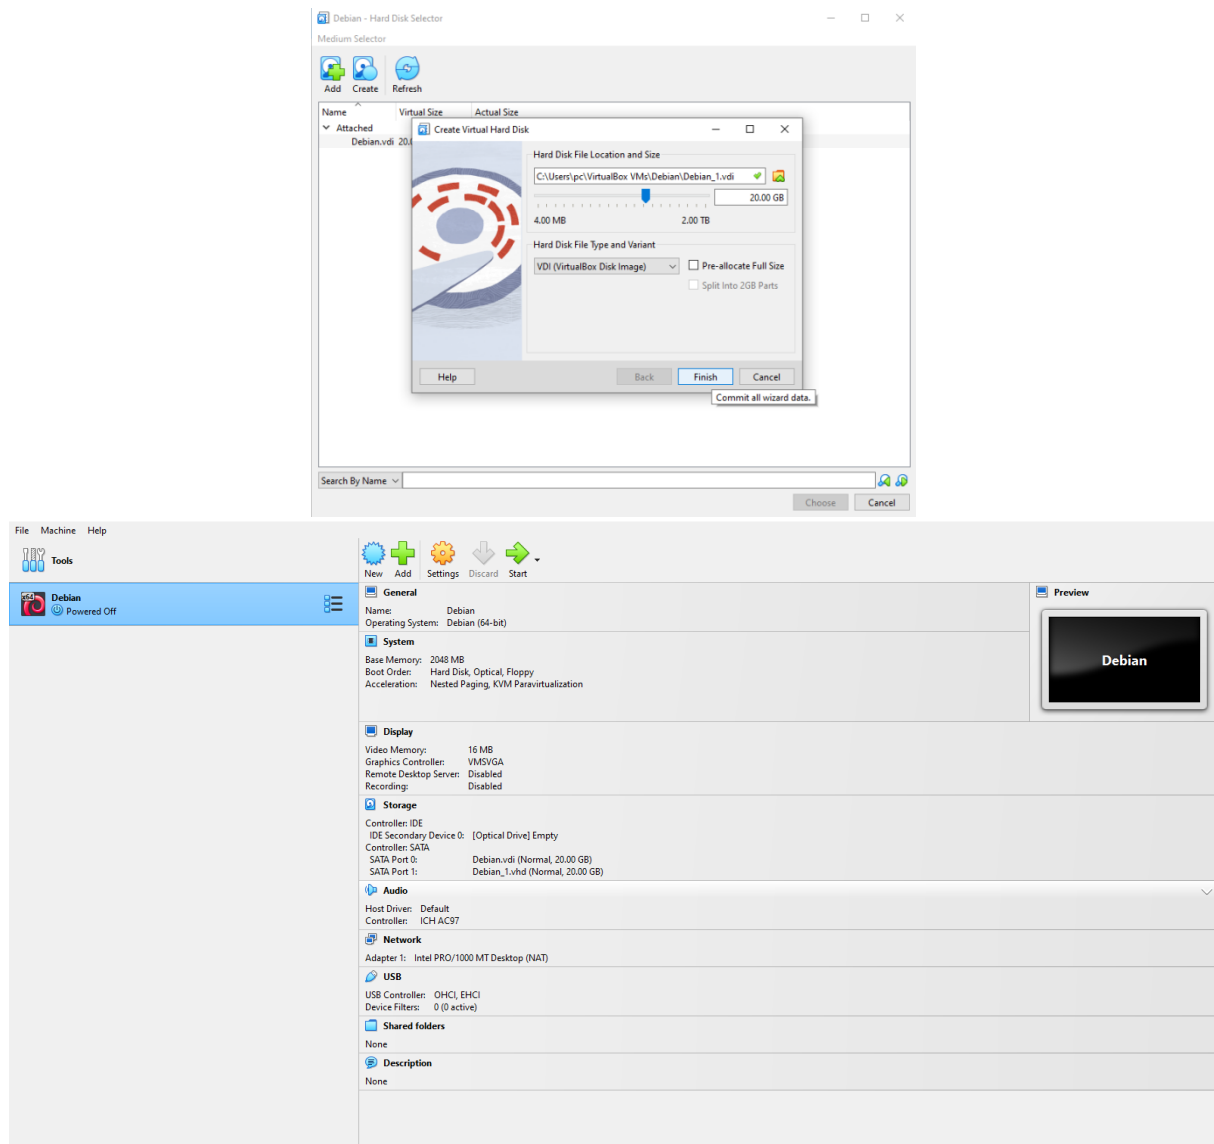 Debian - Hard Disk Selector
Medium Selector
Add Create Refresh
Name Virtual Size Actual Size
Attached
Debian.vdi 20.
Create Virtual Hard Disk
Hard Disk File Location and Size
C:\Users\pc\VirtualBox VMs\Debian\Debian_1.vdi
20.00 GB
4.00 MB 2.00 TB
Hard Disk File Type and Variant
VDI (VirtualBox Disk Image) Pre-allocate Full Size
Split Into 2GB Parts
Help Back Finish Cancel
Commit all wizard data.
Search By Name
Choose Cancel
File Machine Help
Tools
New Add Settings Discard Start
x64 Debian
Powered Off
General
Name: Debian
Operating System: Debian (64-bit)
Preview
Debian
System
Base Memory: 2048 MB
Boot Order: Hard Disk, Optical, Floppy
Acceleration: Nested Paging, KVM Paravirtualization
Display
Video Memory: 16 MB
Graphics Controller: VMSVGA
Remote Desktop Server: Disabled
Recording: Disabled
Storage
Controller: IDE
IDE Secondary Device 0: [Optical Drive] Empty
Controller: SATA
SATA Port 0: Debian.vdi (Normal, 20.00 GB)
SATA Port 1: Debian_1.vhd (Normal, 20.00 GB)
Audio
Host Driver: Default
Controller: ICH AC97
Network
Adapter 1: Intel PRO/1000 MT Desktop (NAT)
USB
USB Controller: OHCI, EHCI
Device Filters: 0 (0 active)
Shared folders
None
Description
None